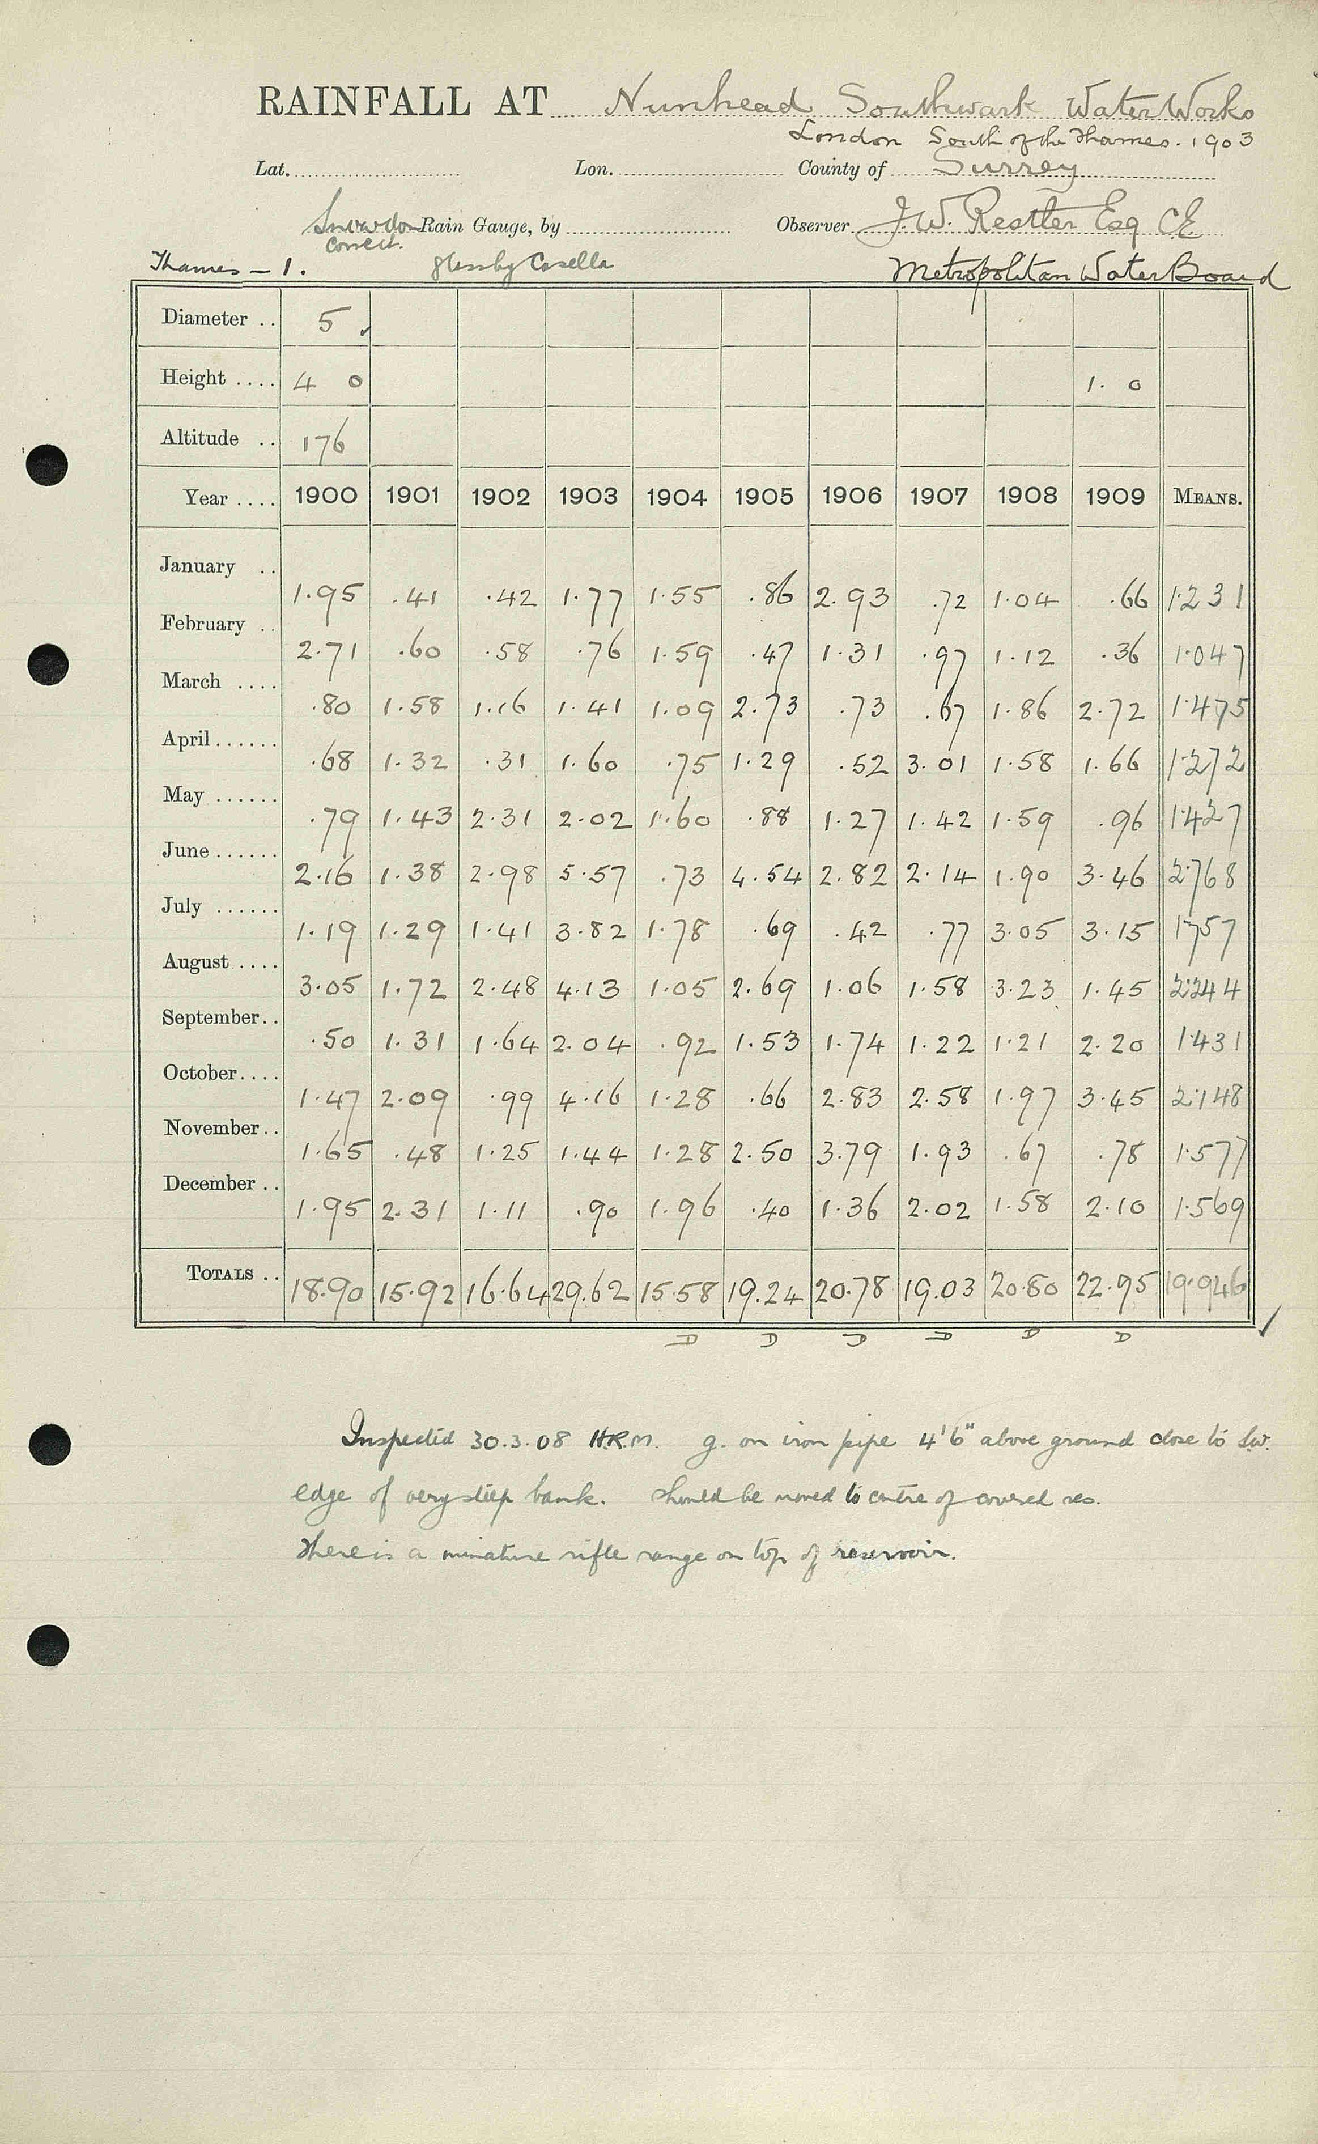 RAINFALL AT Nunhead Southwark Water Works
London South of the Thames. 1903
Lat. Lon. County of Surrey
Snowdon Rain Gauge, by Observer J.W. Restler Esq CE
correct.
Thames - 1. glass by Casella Metropolitan Water Board
Diameter .. 5
Height .... 4 0 1. 0
Altitude .. 176
Year .... 1900 1901 1902 1903 1904 1905 1906 1907 1908 1909 MEANS.
January .. 1.95 .41 .42 1.77 1.55 .86 2.93 .72 1.04 .66 1.231
February .. 2.71 .60 .58 .76 1.59 .47 1.31 .97 1.12 .36 1.047
March .... .80 1.58 1.16 1.41 1.09 2.73 .73 .67 1.86 2.72 1.475
April ...... .68 1.32 .31 1.60 .75 1.29 .52 3.01 1.58 1.66 1.272
May ...... .79 1.43 2.31 2.02 1.60 .88 1.27 1.42 1.59 .96 1.427
June ...... 2.16 1.38 2.98 5.57 .73 4.54 2.82 2.14 1.90 3.46 2.768
July ...... 1.19 1.29 1.41 3.82 1.78 .69 .42 .77 3.05 3.15 1.757
August .... 3.05 1.72 2.48 4.13 1.05 2.69 1.06 1.58 3.23 1.45 2.244
September .. .50 1.31 1.64 2.04 .92 1.53 1.74 1.22 1.21 2.20 1.431
October .... 1.47 2.09 .99 4.16 1.28 .66 2.83 2.58 1.97 3.45 2.148
November .. 1.65 .48 1.25 1.44 1.28 2.50 3.79 1.93 .67 .78 1.577
December .. 1.95 2.31 1.11 .90 1.96 .40 1.36 2.02 1.58 2.10 1.569
TOTALS .. 18.90 15.92 16.64 29.62 15.58 19.24 20.78 19.03 20.80 22.95 19.946
D D D D D D
Inspected 30.3.08 H.R.M. g. on iron pipe 4'6" above ground close to S.W.
edge of very steep bank. Should be moved to centre of covered res.
There is a miniature rifle range on top of reservoir.